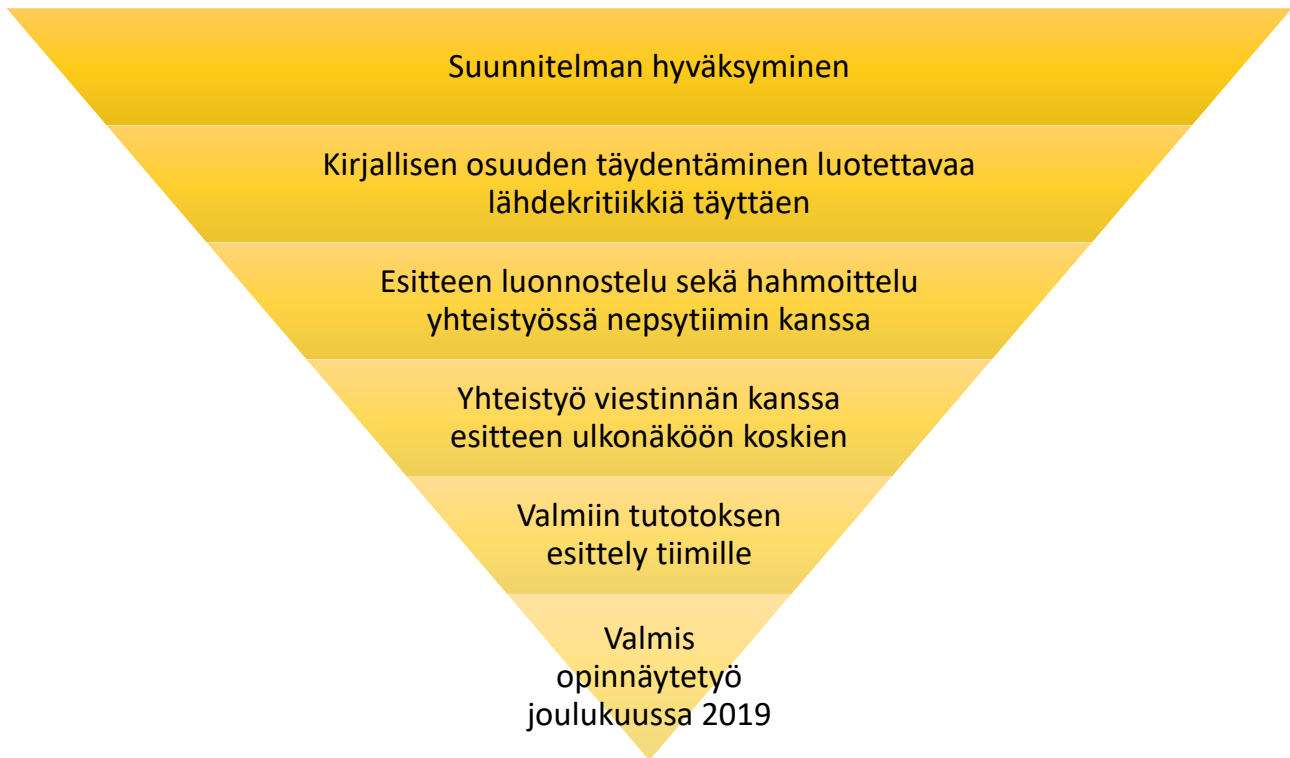 Suunnitelman hyväksyminen
Kirjallisen osuuden täydentäminen luotettavaa
lähdekritiikkiä täyttäen
Esitteen luonnostelu sekä hahmoittelu
yhteistyössä nepsytiimin kanssa
Yhteistyö viestinnän kanssa
esitteen ulkonäköön koskien
Valmiin tutotoksen
esittely tiimille
Valmis
opinnäytetyö
joulukuussa 2019